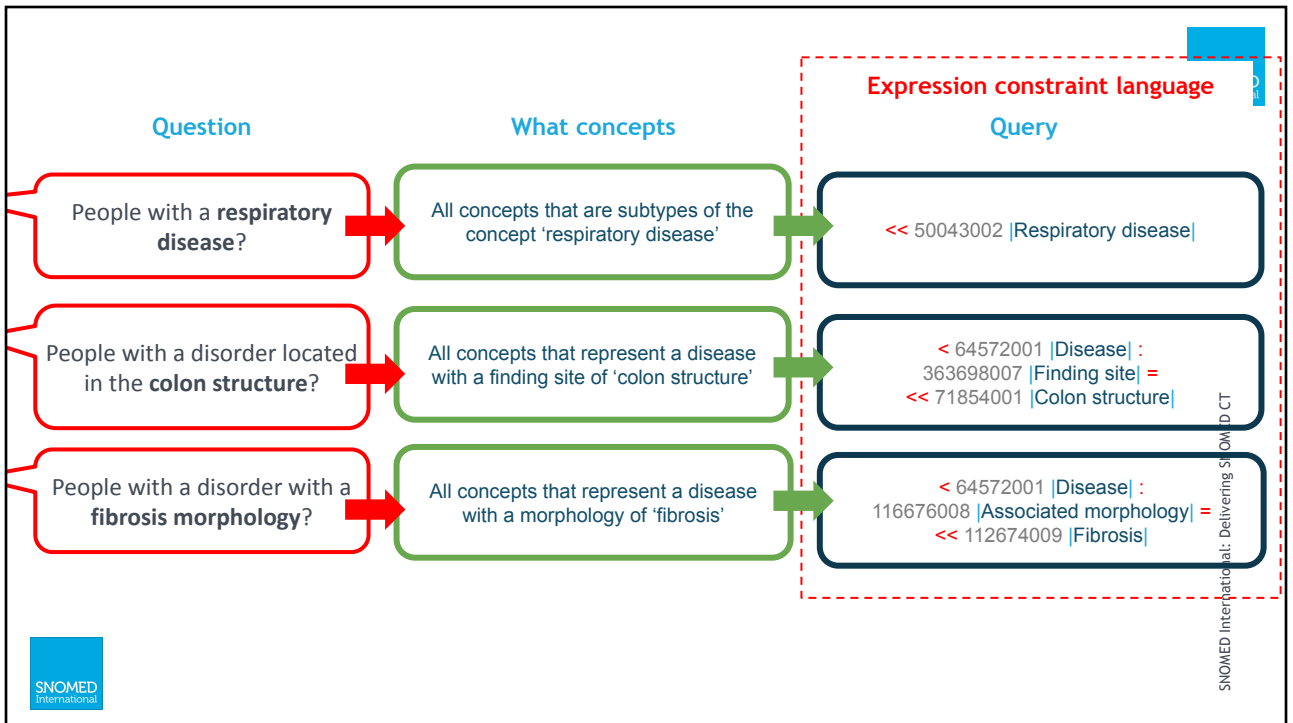 Expression constraint language
Question
What concepts
Query
People with a respiratory
disease?
All concepts that are subtypes of the
concept ‘respiratory disease’
<< 50043002 |Respiratory disease|
People with a disorder located
in the colon structure?
All concepts that represent a disease
with a finding site of ‘colon structure’
< 64572001 |Disease| :
363698007 |Finding site| =
<< 71854001 |Colon structure|
People with a disorder with a
fibrosis morphology?
All concepts that represent a disease
with a morphology of ‘fibrosis’
< 64572001 |Disease| :
116676008 |Associated morphology| =
<< 112674009 |Fibrosis|
SNOMED International: Delivering SNOMED CT
SNOMED
International